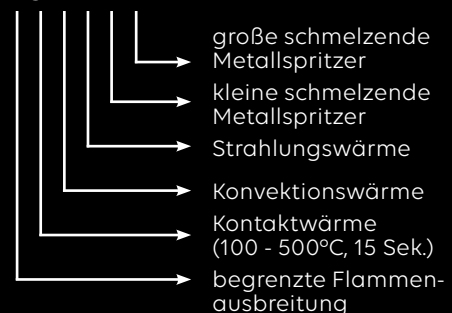 große schmelzende
Metallspritzer
kleine schmelzende
Metallspritzer
Strahlungswärme
Konvektionswärme
Kontaktwärme
(100 - 500°C, 15 Sek.)
begrenzte Flammen-
ausbreitung